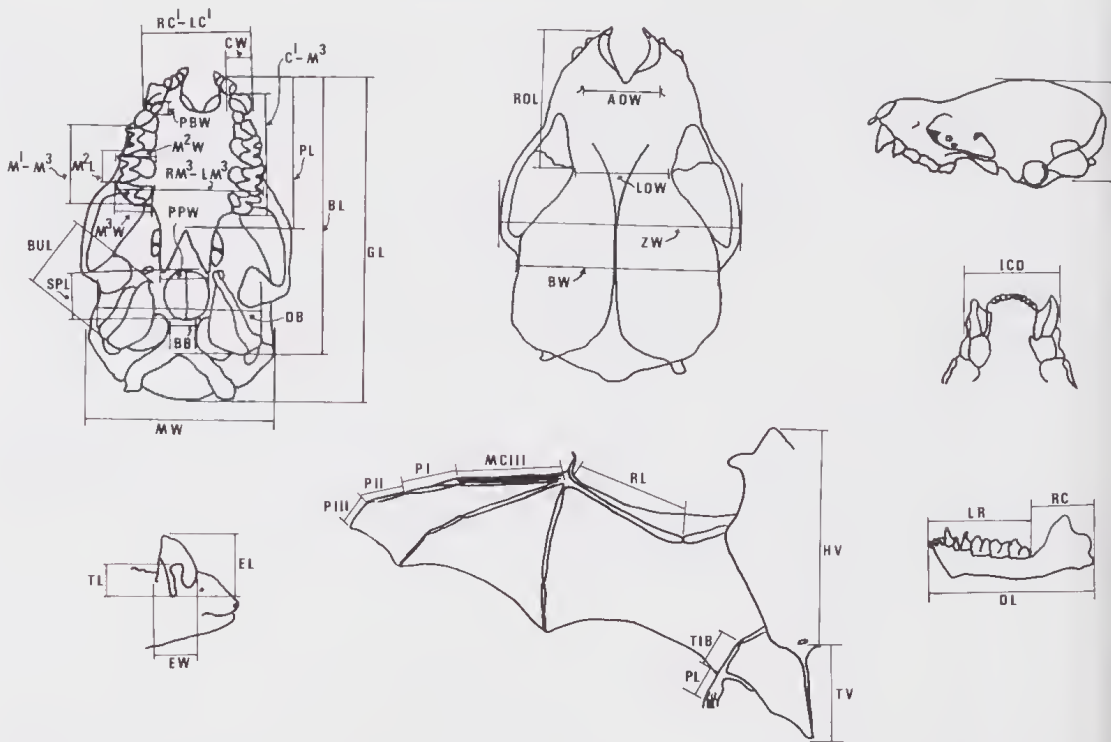 RC¹-LC¹
CW
C¹-M³
PBW
M²W
M¹-M³
M²L
RM³-LM³
PL
BL
GL
PPW
M³W
BUL
SPL
OB
BB
MW
ROL
AOW
LOW
ZW
BW
ICD
PIII
PII
PI
MCIII
RL
HV
TIB
PL
TV
TL
EL
EW
LR
RC
DL